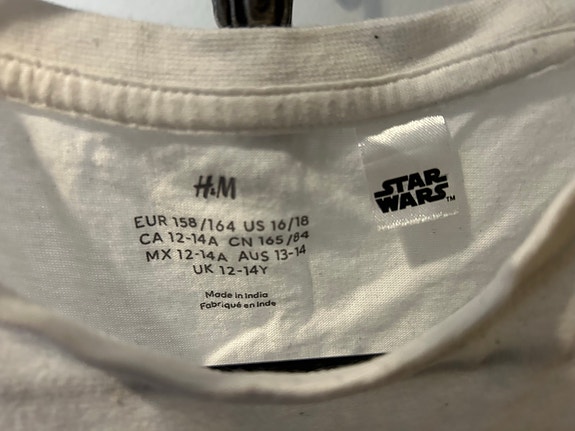 H&M
EUR 158/164 US 16/18
CA 12-14A CN 165/84
MX 12-14A AUS 13-14
UK 12-14Y
Made in India
Fabriqué en Inde
STAR
WARS™